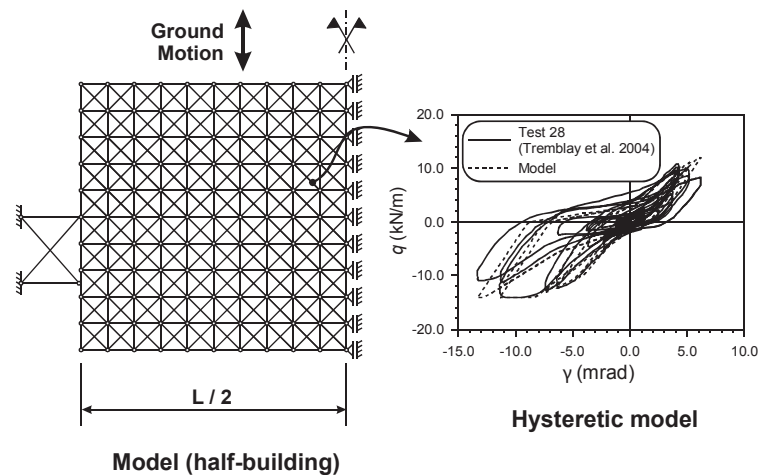 Ground
Motion
L / 2
Model (half-building)
20.0
10.0
0.0
-10.0
-20.0
q (kN/m)
Test 28
(Tremblay et al. 2004)
Model
-15.0 -10.0 -5.0 0.0 5.0 10.0
γ (mrad)
Hysteretic model